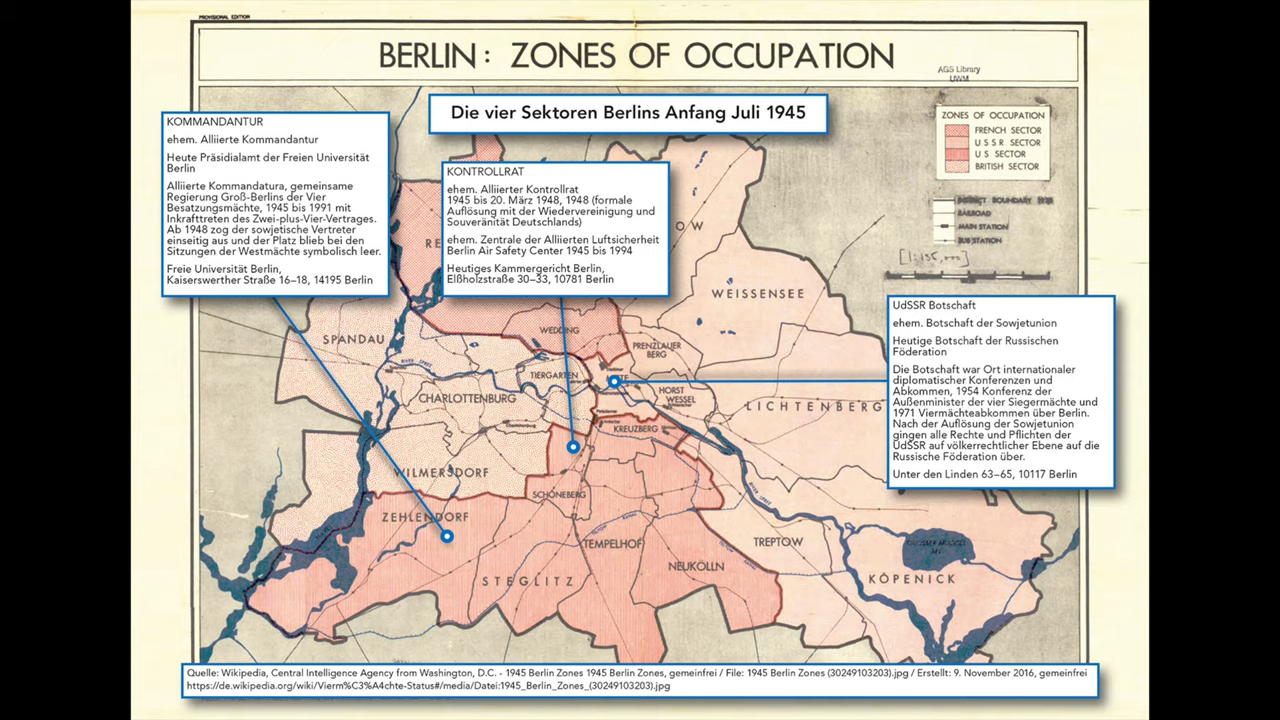 PROVISIONAL EDITION
BERLIN: ZONES OF OCCUPATION
AGS Library
UWM
Die vier Sektoren Berlins Anfang Juli 1945
ZONES OF OCCUPATION
FRENCH SECTOR
U S S R SECTOR
U S SECTOR
BRITISH SECTOR
DISTRICT BOUNDARY
RAILROAD
MAIN STATION
SUB STATION
KOMMANDANTUR
ehem. Alliierte Kommandantur
Heute Präsidialamt der Freien Universität
Berlin
Alliierte Kommandatura, gemeinsame
Regierung Groß-Berlins der Vier
Besatzungsmächte, 1945 bis 1991 mit
Inkrafttreten des Zwei-plus-Vier-Vertrages.
Ab 1948 zog der sowjetische Vertreter
einseitig aus und der Platz blieb bei den
Sitzungen der Westmächte symbolisch leer.
Freie Universität Berlin,
Kaiserswerther Straße 16–18, 14195 Berlin
KONTROLLRAT
ehem. Alliierter Kontrollrat
1945 bis 20. März 1948, 1948 (formale
Auflösung mit der Wiedervereinigung und
Souveränität Deutschlands)
ehem. Zentrale der Alliierten Luftsicherheit
Berlin Air Safety Center 1945 bis 1994
Heutiges Kammergericht Berlin,
Elßholzstraße 30–33, 10781 Berlin
UdSSR Botschaft
ehem. Botschaft der Sowjetunion
Heutige Botschaft der Russischen
Föderation
Die Botschaft war Ort internationaler
diplomatischer Konferenzen und
Abkommen, 1954 Konferenz der
Außenminister der vier Siegermächte und
1971 Viermächteabkommen über Berlin.
Nach der Auflösung der Sowjetunion
gingen alle Rechte und Pflichten der
UdSSR auf völkerrechtlicher Ebene auf die
Russische Föderation über.
Unter den Linden 63–65, 10117 Berlin
RE
OW
WEISSENSEE
SPANDAU
WEDDING
PRENZLAUER
BERG
RIVER SPREE
TIERGARTEN
HORST
WESSEL
CHARLOTTENBURG
LICHTENBERG
KREUZBERG
WILMERSDORF
SCHÖNEBERG
ZEHLENDORF
TEMPELHOF
TREPTOW
STEGLITZ
NEUKÖLLN
KÖPENICK
Quelle: Wikipedia, Central Intelligence Agency from Washington, D.C. - 1945 Berlin Zones 1945 Berlin Zones, gemeinfrei / File: 1945 Berlin Zones (30249103203).jpg / Erstellt: 9. November 2016, gemeinfrei
https://de.wikipedia.org/wiki/Vierm%C3%A4chte-Status#/media/Datei:1945_Berlin_Zones_(30249103203).jpg